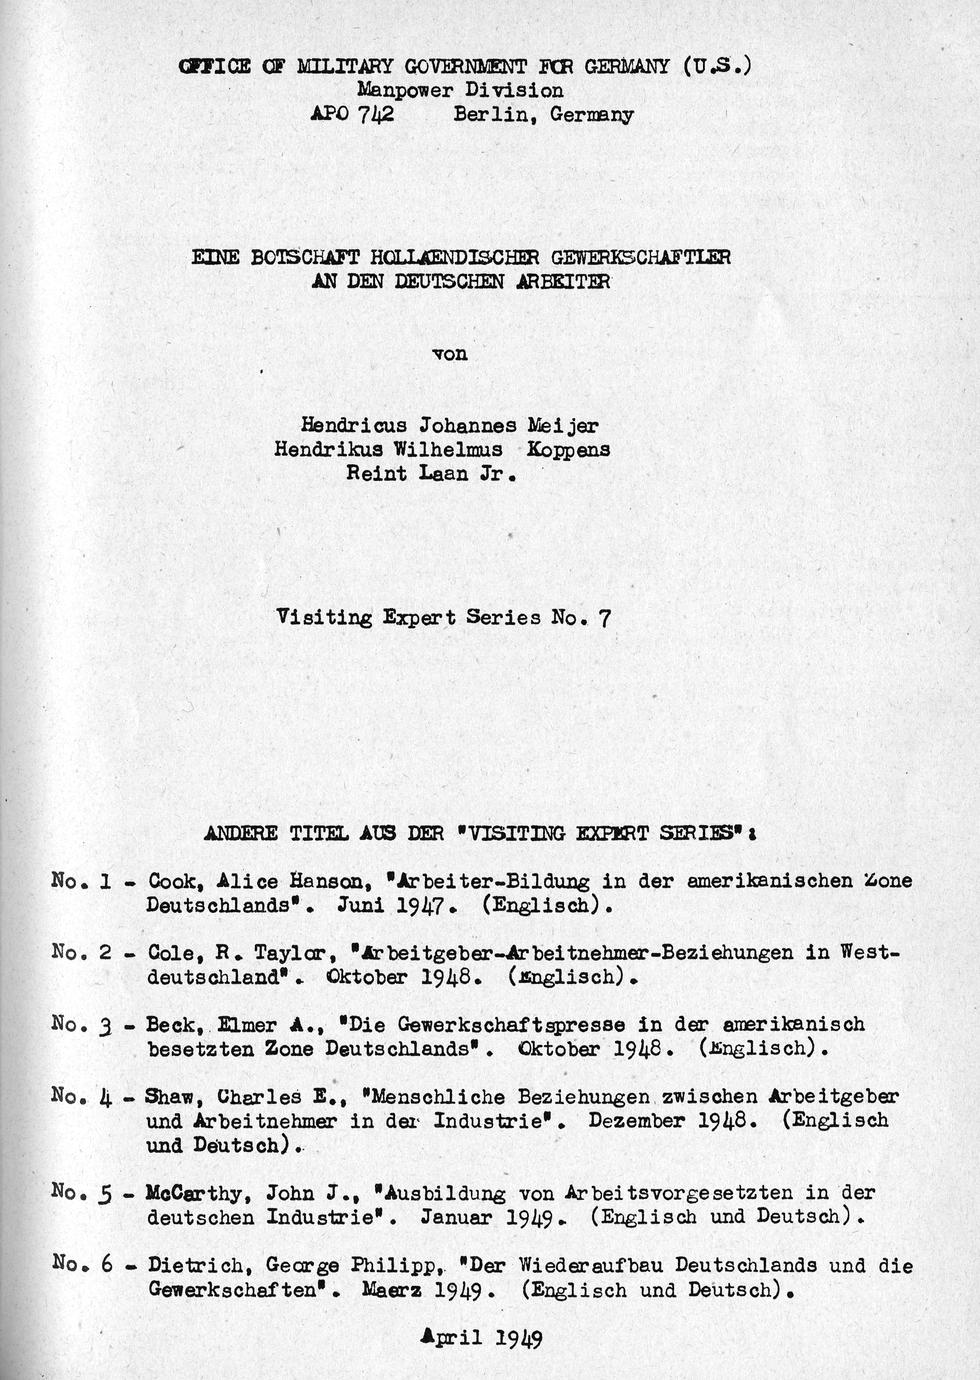 OFFICE OF MILITARY GOVERNMENT FOR GERMANY (U.S.)
Manpower Division
APO 742 Berlin, Germany
EINE BOTSCHAFT HOLLAENDISCHER GEWERKSCHAFTLER
AN DEN DEUTSCHEN ARBEITER
von
Hendricus Johannes Meijer
Hendrikus Wilhelmus Koppens
Reint Laan Jr.
Visiting Expert Series No. 7
ANDERE TITEL AUS DER "VISITING EXPERT SERIES":
No. 1 - Cook, Alice Hanson, "Arbeiter-Bildung in der amerikanischen Zone
Deutschlands". Juni 1947. (Englisch).
No. 2 - Cole, R. Taylor, "Arbeitgeber-Arbeitnehmer-Beziehungen in West-
deutschland". Oktober 1948. (Englisch).
No. 3 - Beck, Elmer A., "Die Gewerkschaftspresse in der amerikanisch
besetzten Zone Deutschlands". Oktober 1948. (Englisch).
No. 4 - Shaw, Charles E., "Menschliche Beziehungen zwischen Arbeitgeber
und Arbeitnehmer in der Industrie". Dezember 1948. (Englisch
und Deutsch).
No. 5 - McCarthy, John J., "Ausbildung von Arbeitsvorgesetzten in der
deutschen Industrie". Januar 1949. (Englisch und Deutsch).
No. 6 - Dietrich, George Philipp, "Der Wiederaufbau Deutschlands und die
Gewerkschaften". Maerz 1949. (Englisch und Deutsch).
April 1949